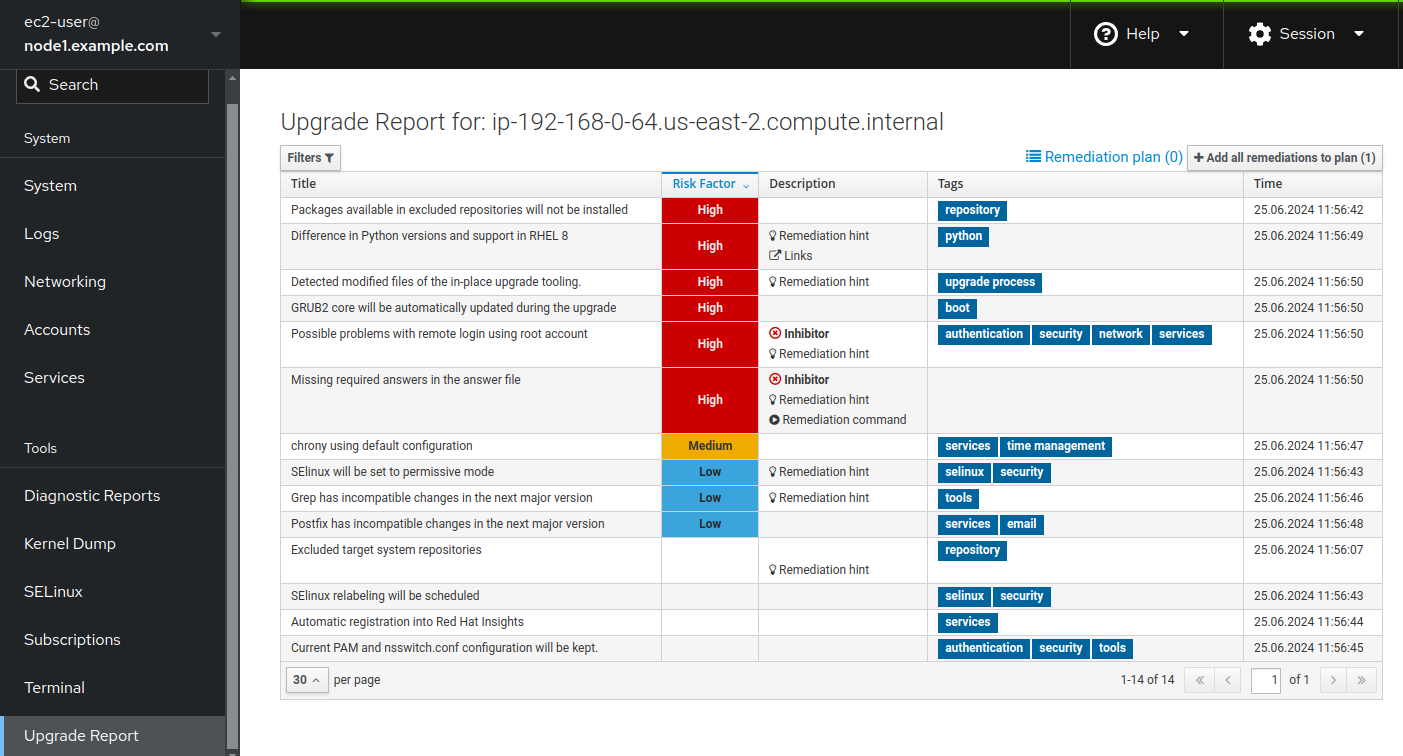 ec2-user@
node1.example.com
Help
Session
Search
System
System
Logs
Networking
Accounts
Services
Tools
Diagnostic Reports
Kernel Dump
SELinux
Subscriptions
Terminal
Upgrade Report
Upgrade Report for: ip-192-168-0-64.us-east-2.compute.internal
Filters
Remediation plan (0)
Add all remediations to plan (1)
Title Risk Factor Description Tags Time
Packages available in excluded repositories will not be installed High repository 25.06.2024 11:56:42
Difference in Python versions and support in RHEL 8 High Remediation hint python 25.06.2024 11:56:49
Links
Detected modified files of the in-place upgrade tooling. High Remediation hint upgrade process 25.06.2024 11:56:50
GRUB2 core will be automatically updated during the upgrade High boot 25.06.2024 11:56:50
Possible problems with remote login using root account High Inhibitor authentication security network services 25.06.2024 11:56:50
Remediation hint
Missing required answers in the answer file High Inhibitor 25.06.2024 11:56:50
Remediation hint
Remediation command
chrony using default configuration Medium services time management 25.06.2024 11:56:47
SElinux will be set to permissive mode Low Remediation hint selinux security 25.06.2024 11:56:43
Grep has incompatible changes in the next major version Low Remediation hint tools 25.06.2024 11:56:46
Postfix has incompatible changes in the next major version Low services email 25.06.2024 11:56:48
Excluded target system repositories repository 25.06.2024 11:56:07
Remediation hint
SElinux relabeling will be scheduled selinux security 25.06.2024 11:56:43
Automatic registration into Red Hat Insights services 25.06.2024 11:56:44
Current PAM and nsswitch.conf configuration will be kept. authentication security tools 25.06.2024 11:56:45
30 per page 1-14 of 14 1 of 1